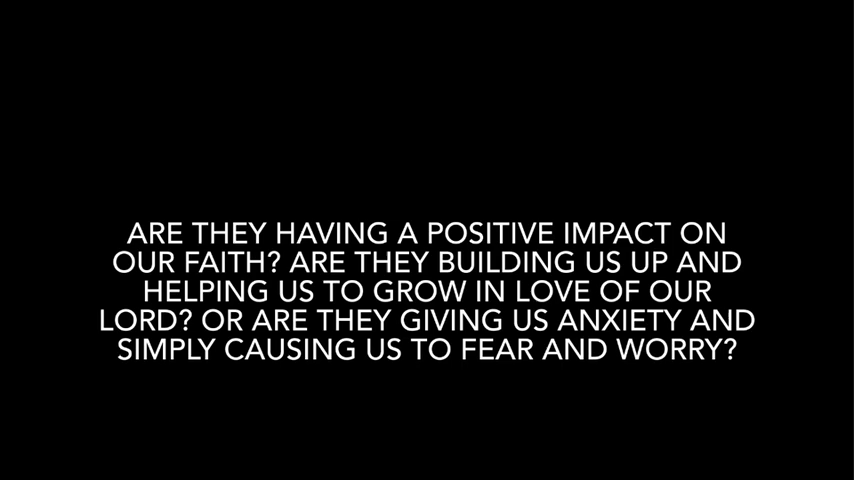 ARE THEY HAVING A POSITIVE IMPACT ON
OUR FAITH? ARE THEY BUILDING US UP AND
HELPING US TO GROW IN LOVE OF OUR
LORD? OR ARE THEY GIVING US ANXIETY AND
SIMPLY CAUSING US TO FEAR AND WORRY?